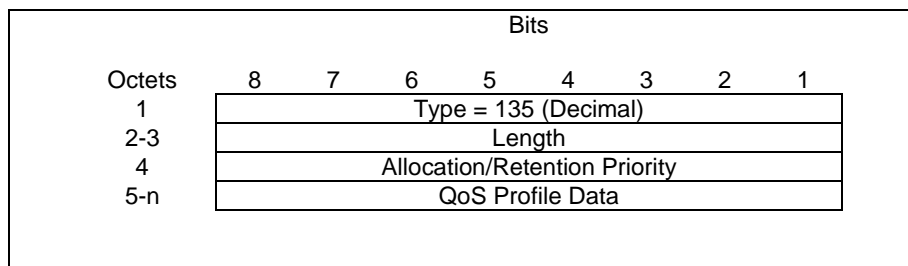 Bits
Octets 8 7 6 5 4 3 2 1
1 Type = 135 (Decimal)
2-3 Length
4 Allocation/Retention Priority
5-n QoS Profile Data